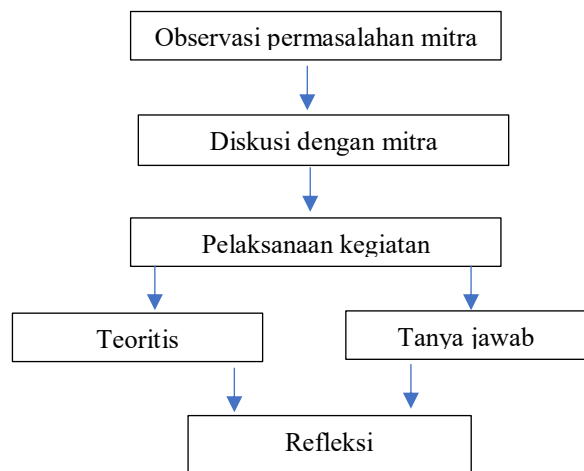 Observasi permasalahan mitra
Diskusi dengan mitra
Pelaksanaan kegiatan
Teoritis
Tanya jawab
Refleksi